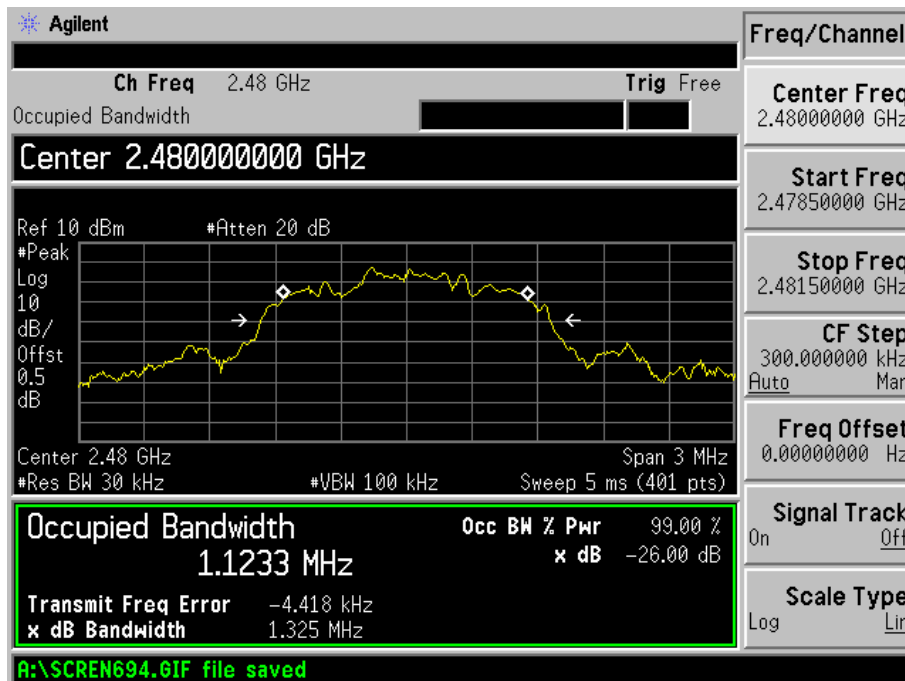 Agilent
Freq/Channel
Ch Freq 2.48 GHz Trig Free
Occupied Bandwidth
Center 2.480000000 GHz
Ref 10 dBm #Atten 20 dB
#Peak
Log
10
dB/
Offst
0.5
dB
Center 2.48 GHz Span 3 MHz
#Res BW 30 kHz #VBW 100 kHz Sweep 5 ms (401 pts)
Occupied Bandwidth Occ BW % Pwr 99.00 %
1.1233 MHz x dB -26.00 dB
Transmit Freq Error -4.418 kHz
x dB Bandwidth 1.325 MHz
A:\SCREN694.GIF file saved
Center Freq
2.48000000 GHz
Start Freq
2.47850000 GHz
Stop Freq
2.48150000 GHz
CF Step
300.000000 kHz
Auto Man
Freq Offset
0.00000000 Hz
Signal Track
On Off
Scale Type
Log Lin